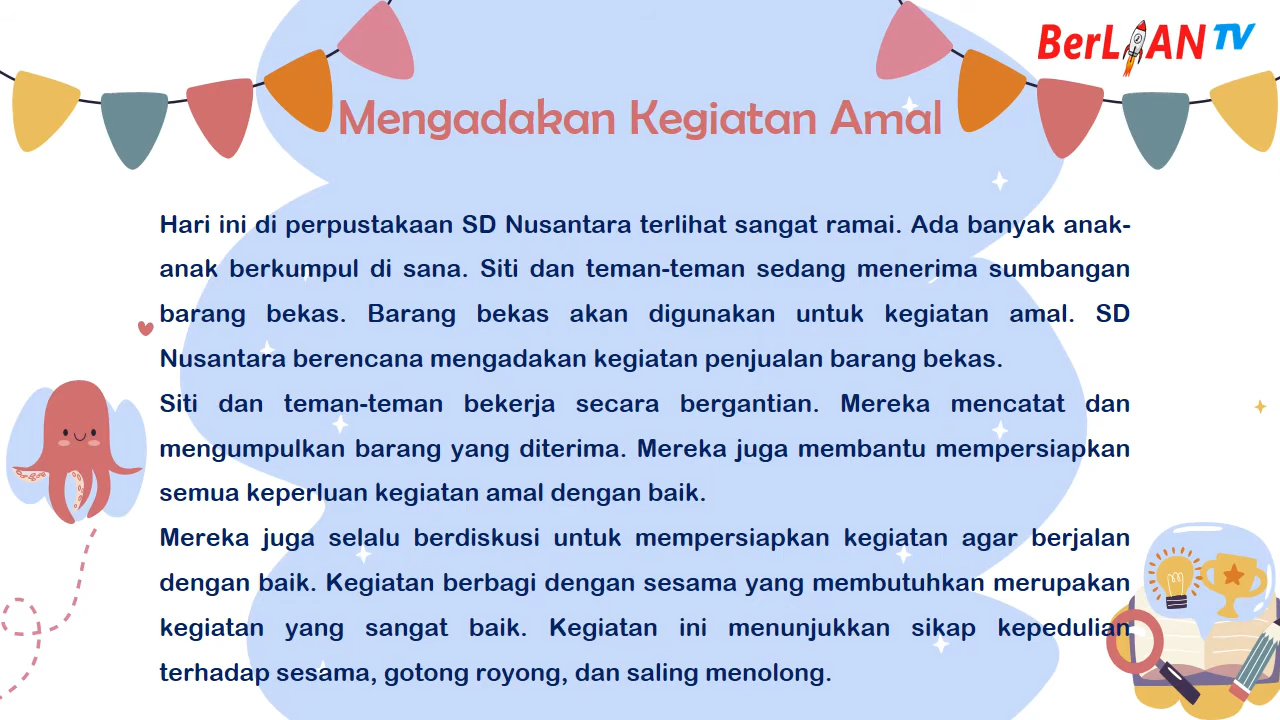 BerLIAN TV
Mengadakan Kegiatan Amal
Hari ini di perpustakaan SD Nusantara terlihat sangat ramai. Ada banyak anak-
anak berkumpul di sana. Siti dan teman-teman sedang menerima sumbangan
barang bekas. Barang bekas akan digunakan untuk kegiatan amal. SD
Nusantara berencana mengadakan kegiatan penjualan barang bekas.
Siti dan teman-teman bekerja secara bergantian. Mereka mencatat dan
mengumpulkan barang yang diterima. Mereka juga membantu mempersiapkan
semua keperluan kegiatan amal dengan baik.
Mereka juga selalu berdiskusi untuk mempersiapkan kegiatan agar berjalan
dengan baik. Kegiatan berbagi dengan sesama yang membutuhkan merupakan
kegiatan yang sangat baik. Kegiatan ini menunjukkan sikap kepedulian
terhadap sesama, gotong royong, dan saling menolong.